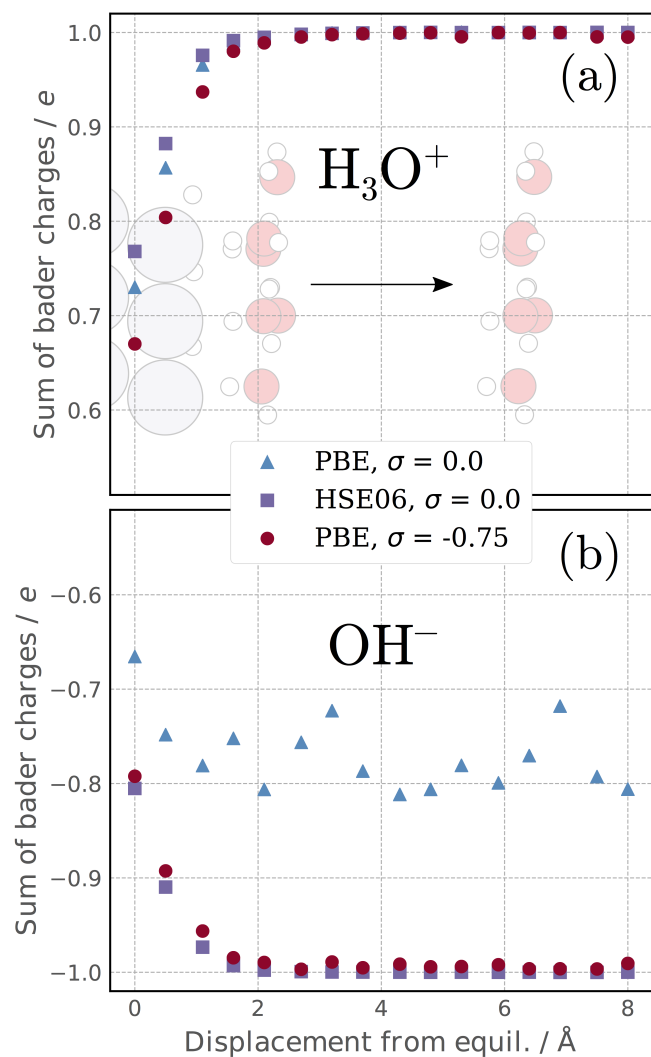 1.0
0.9
0.8
0.7
0.6
Sum of bader charges / e
(a)
H₃O⁺
PBE, σ = 0.0
HSE06, σ = 0.0
PBE, σ = -0.75
(b)
OH⁻
−0.6
−0.7
−0.8
−0.9
−1.0
Sum of bader charges / e
0 2 4 6 8
Displacement from equil. / Å